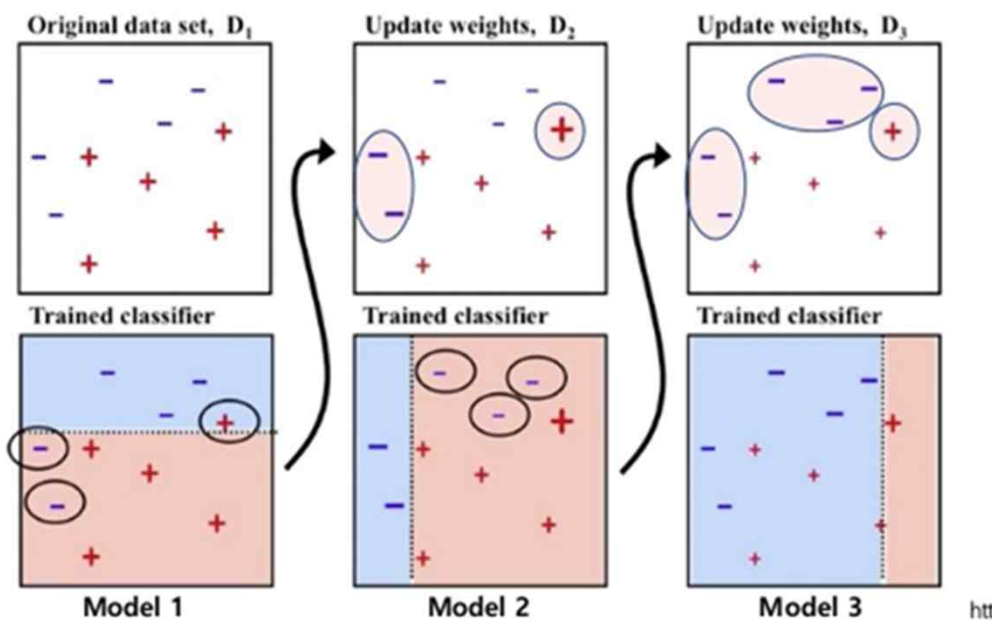 Original data set, D1
Update weights, D2
Update weights, D3
Trained classifier
Trained classifier
Trained classifier
Model 1
Model 2
Model 3
htt